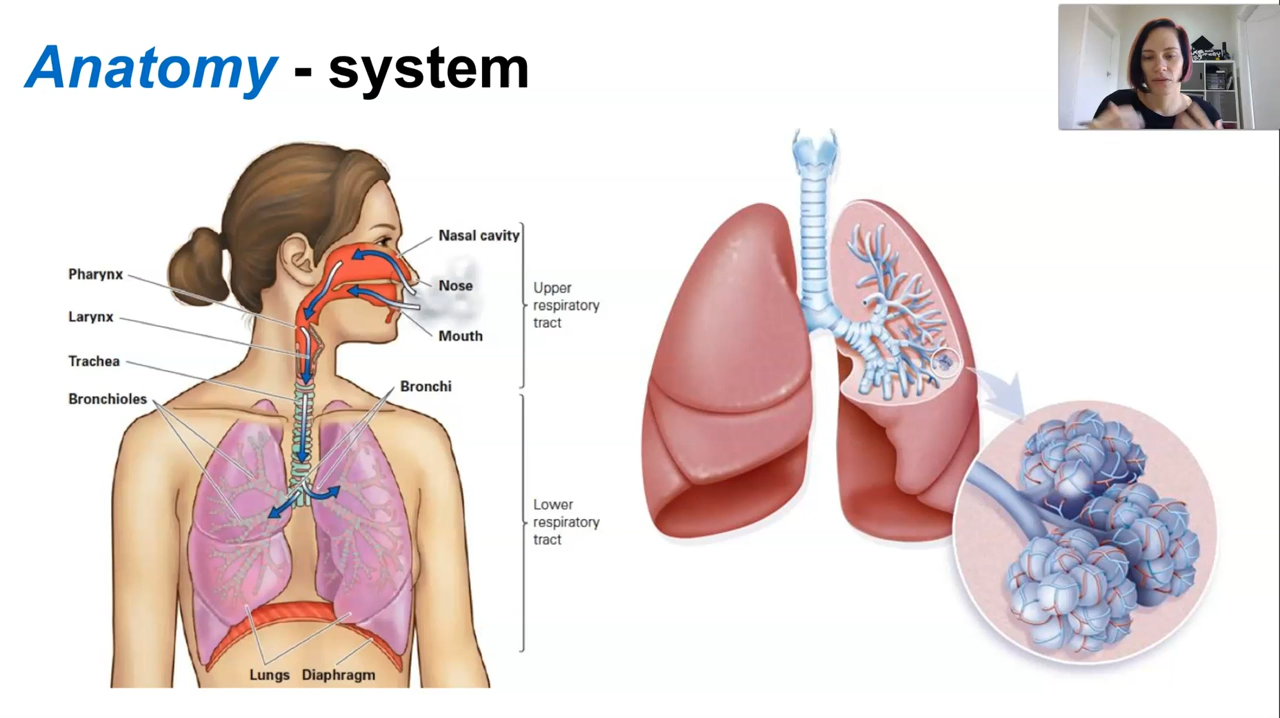 Anatomy - system
Nasal cavity
Pharynx
Nose
Upper
respiratory
tract
Larynx
Mouth
Trachea
Bronchi
Bronchioles
Lower
respiratory
tract
Lungs
Diaphragm